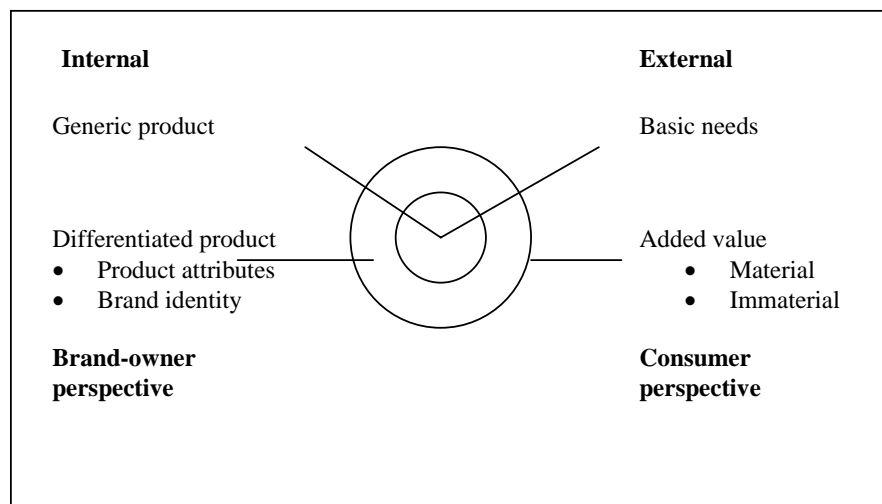 Internal
External
Generic product
Basic needs
Differentiated product
• Product attributes
• Brand identity
Added value
• Material
• Immaterial
Brand-owner
perspective
Consumer
perspective